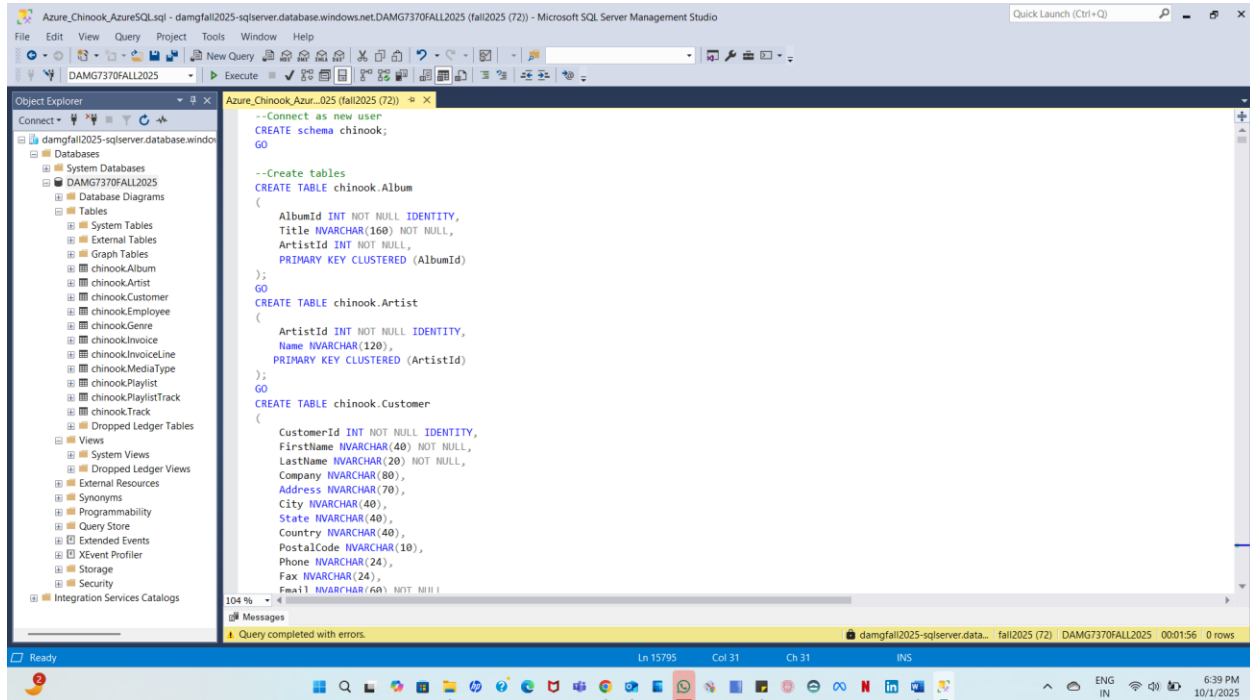 Azure_Chinook_AzureSQL.sql - damgfall2025-sqlserver.database.windows.net.DAMG7370FALL2025 (fall2025 (72)) - Microsoft SQL Server Management Studio
Quick Launch (Ctrl+Q)
File Edit View Query Project Tools Window Help
New Query
DAMG7370FALL2025 Execute
Object Explorer
Connect
damgfall2025-sqlserver.database.windov
Databases
System Databases
DAMG7370FALL2025
Database Diagrams
Tables
System Tables
External Tables
Graph Tables
chinook.Album
chinook.Artist
chinook.Customer
chinook.Employee
chinook.Genre
chinook.Invoice
chinook.InvoiceLine
chinook.MediaType
chinook.Playlist
chinook.PlaylistTrack
chinook.Track
Dropped Ledger Tables
Views
System Views
Dropped Ledger Views
External Resources
Synonyms
Programmability
Query Store
Extended Events
XEvent Profiler
Storage
Security
Integration Services Catalogs
Azure_Chinook_Azur...025 (fall2025 (72))
--Connect as new user
CREATE schema chinook;
GO
--Create tables
CREATE TABLE chinook.Album
(
AlbumId INT NOT NULL IDENTITY,
Title NVARCHAR(160) NOT NULL,
ArtistId INT NOT NULL,
PRIMARY KEY CLUSTERED (AlbumId)
);
GO
CREATE TABLE chinook.Artist
(
ArtistId INT NOT NULL IDENTITY,
Name NVARCHAR(120),
PRIMARY KEY CLUSTERED (ArtistId)
);
GO
CREATE TABLE chinook.Customer
(
CustomerId INT NOT NULL IDENTITY,
FirstName NVARCHAR(40) NOT NULL,
LastName NVARCHAR(20) NOT NULL,
Company NVARCHAR(80),
Address NVARCHAR(70),
City NVARCHAR(40),
State NVARCHAR(40),
Country NVARCHAR(40),
PostalCode NVARCHAR(10),
Phone NVARCHAR(24),
Fax NVARCHAR(24),
Email NVARCHAR(60) NOT NULL
104 %
Messages
Query completed with errors.
damgfall2025-sqlserver.data... fall2025 (72) DAMG7370FALL2025 00:01:56 0 rows
Ready
Ln 15795 Col 31 Ch 31 INS
2
ENG
IN
6:39 PM
10/1/2025